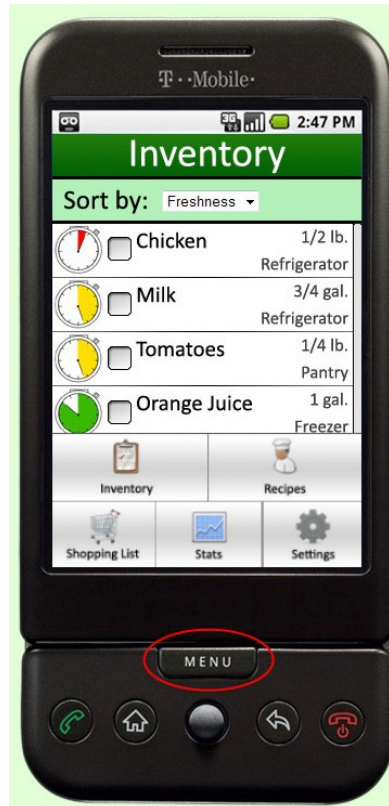 T··Mobile·
3G 2:47 PM
Inventory
Sort by: Freshness
Chicken 1/2 lb.
Refrigerator
Milk 3/4 gal.
Refrigerator
Tomatoes 1/4 lb.
Pantry
Orange Juice 1 gal.
Freezer
Inventory Recipes
Shopping List Stats Settings
MENU